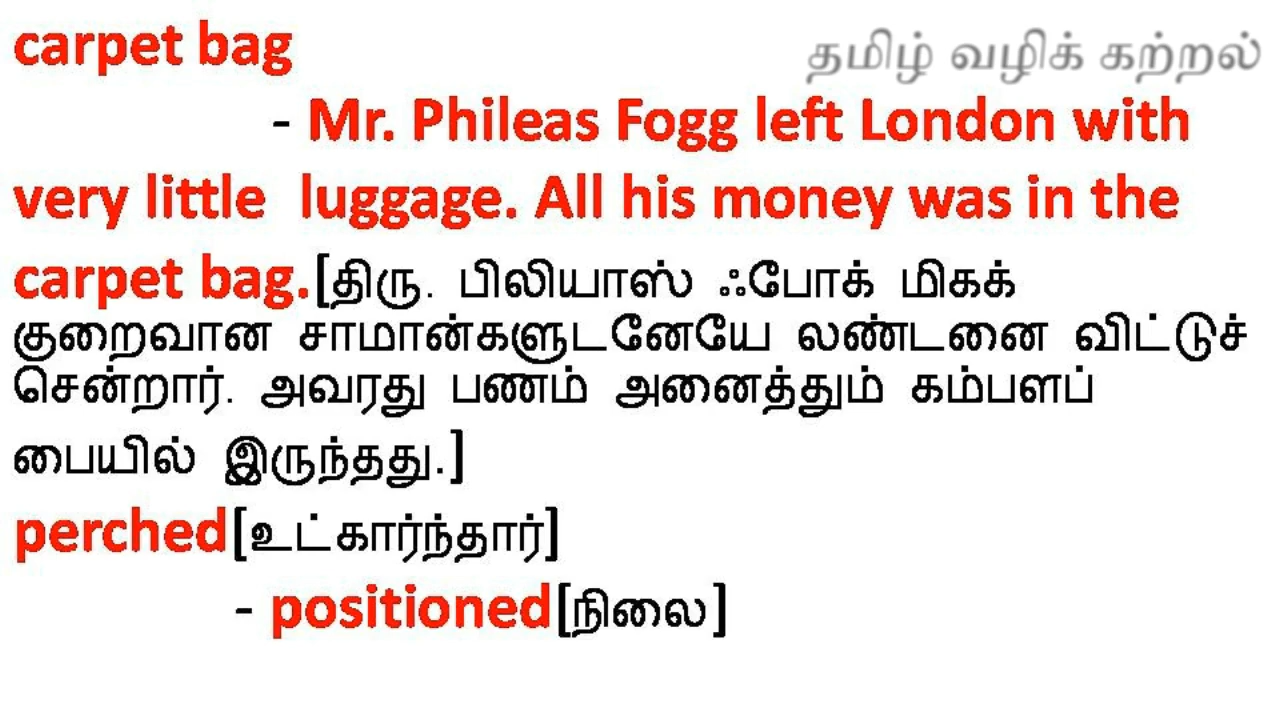 carpet bag
தமிழ் வழிக் கற்றல்
- Mr. Phileas Fogg left London with
very little luggage. All his money was in the
carpet bag.[திரு. பிலியாஸ் ஃபோக் மிகக்
குறைவான சாமான்களுடனேயே லண்டனை விட்டுச்
சென்றார். அவரது பணம் அனைத்தும் கம்பளப்
பையில் இருந்தது.]
perched[உட்கார்ந்தார்]
- positioned[நிலை]